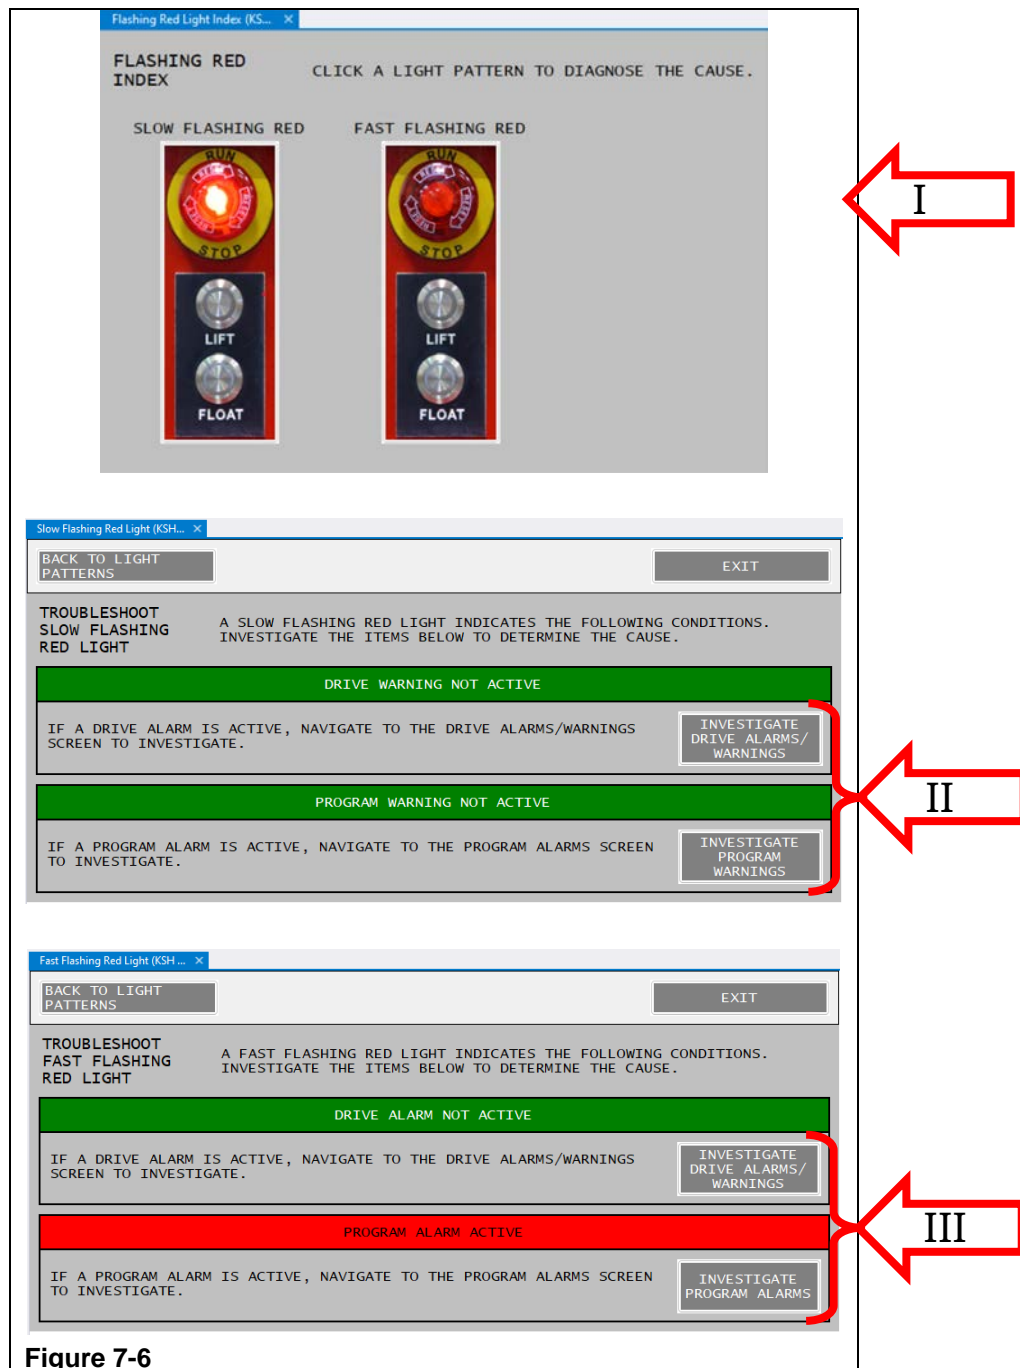 Flashing Red Light Index (KS... ×
FLASHING RED
INDEX
CLICK A LIGHT PATTERN TO DIAGNOSE THE CAUSE.
SLOW FLASHING RED
FAST FLASHING RED
RUN
STOP
LIFT
FLOAT
RUN
STOP
LIFT
FLOAT
I
Slow Flashing Red Light (KSH... ×
BACK TO LIGHT
PATTERNS
EXIT
TROUBLESHOOT
SLOW FLASHING
RED LIGHT
A SLOW FLASHING RED LIGHT INDICATES THE FOLLOWING CONDITIONS.
INVESTIGATE THE ITEMS BELOW TO DETERMINE THE CAUSE.
DRIVE WARNING NOT ACTIVE
IF A DRIVE ALARM IS ACTIVE, NAVIGATE TO THE DRIVE ALARMS/WARNINGS
SCREEN TO INVESTIGATE.
INVESTIGATE
DRIVE ALARMS/
WARNINGS
PROGRAM WARNING NOT ACTIVE
IF A PROGRAM ALARM IS ACTIVE, NAVIGATE TO THE PROGRAM ALARMS SCREEN
TO INVESTIGATE.
INVESTIGATE
PROGRAM
WARNINGS
II
Fast Flashing Red Light (KSH ... ×
BACK TO LIGHT
PATTERNS
EXIT
TROUBLESHOOT
FAST FLASHING
RED LIGHT
A FAST FLASHING RED LIGHT INDICATES THE FOLLOWING CONDITIONS.
INVESTIGATE THE ITEMS BELOW TO DETERMINE THE CAUSE.
DRIVE ALARM NOT ACTIVE
IF A DRIVE ALARM IS ACTIVE, NAVIGATE TO THE DRIVE ALARMS/WARNINGS
SCREEN TO INVESTIGATE.
INVESTIGATE
DRIVE ALARMS/
WARNINGS
PROGRAM ALARM ACTIVE
IF A PROGRAM ALARM IS ACTIVE, NAVIGATE TO THE PROGRAM ALARMS SCREEN
TO INVESTIGATE.
INVESTIGATE
PROGRAM ALARMS
III
Figure 7-6